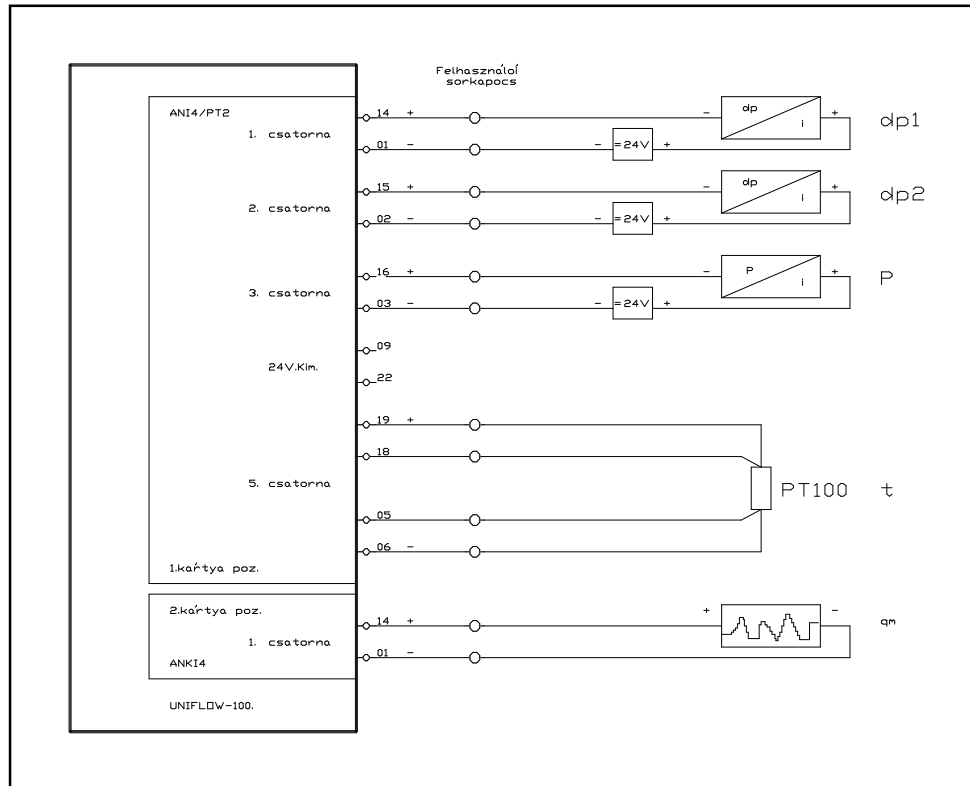 Felhasználói
sorkapocs
ANI4/PT2
1. csatorna
14 +
01 -
- dp i +
- =24V +
dp1
2. csatorna
15 +
02 -
- dp i +
- =24V +
dp2
3. csatorna
16 +
03 -
- P i +
- =24V +
P
24V.Kim.
09
22
5. csatorna
19 +
18
05
06 -
PT100 t
1.kártya poz.
2.kártya poz.
1. csatorna
ANKI4
14 +
01 -
+ -
qm
UNIFLOW-100.